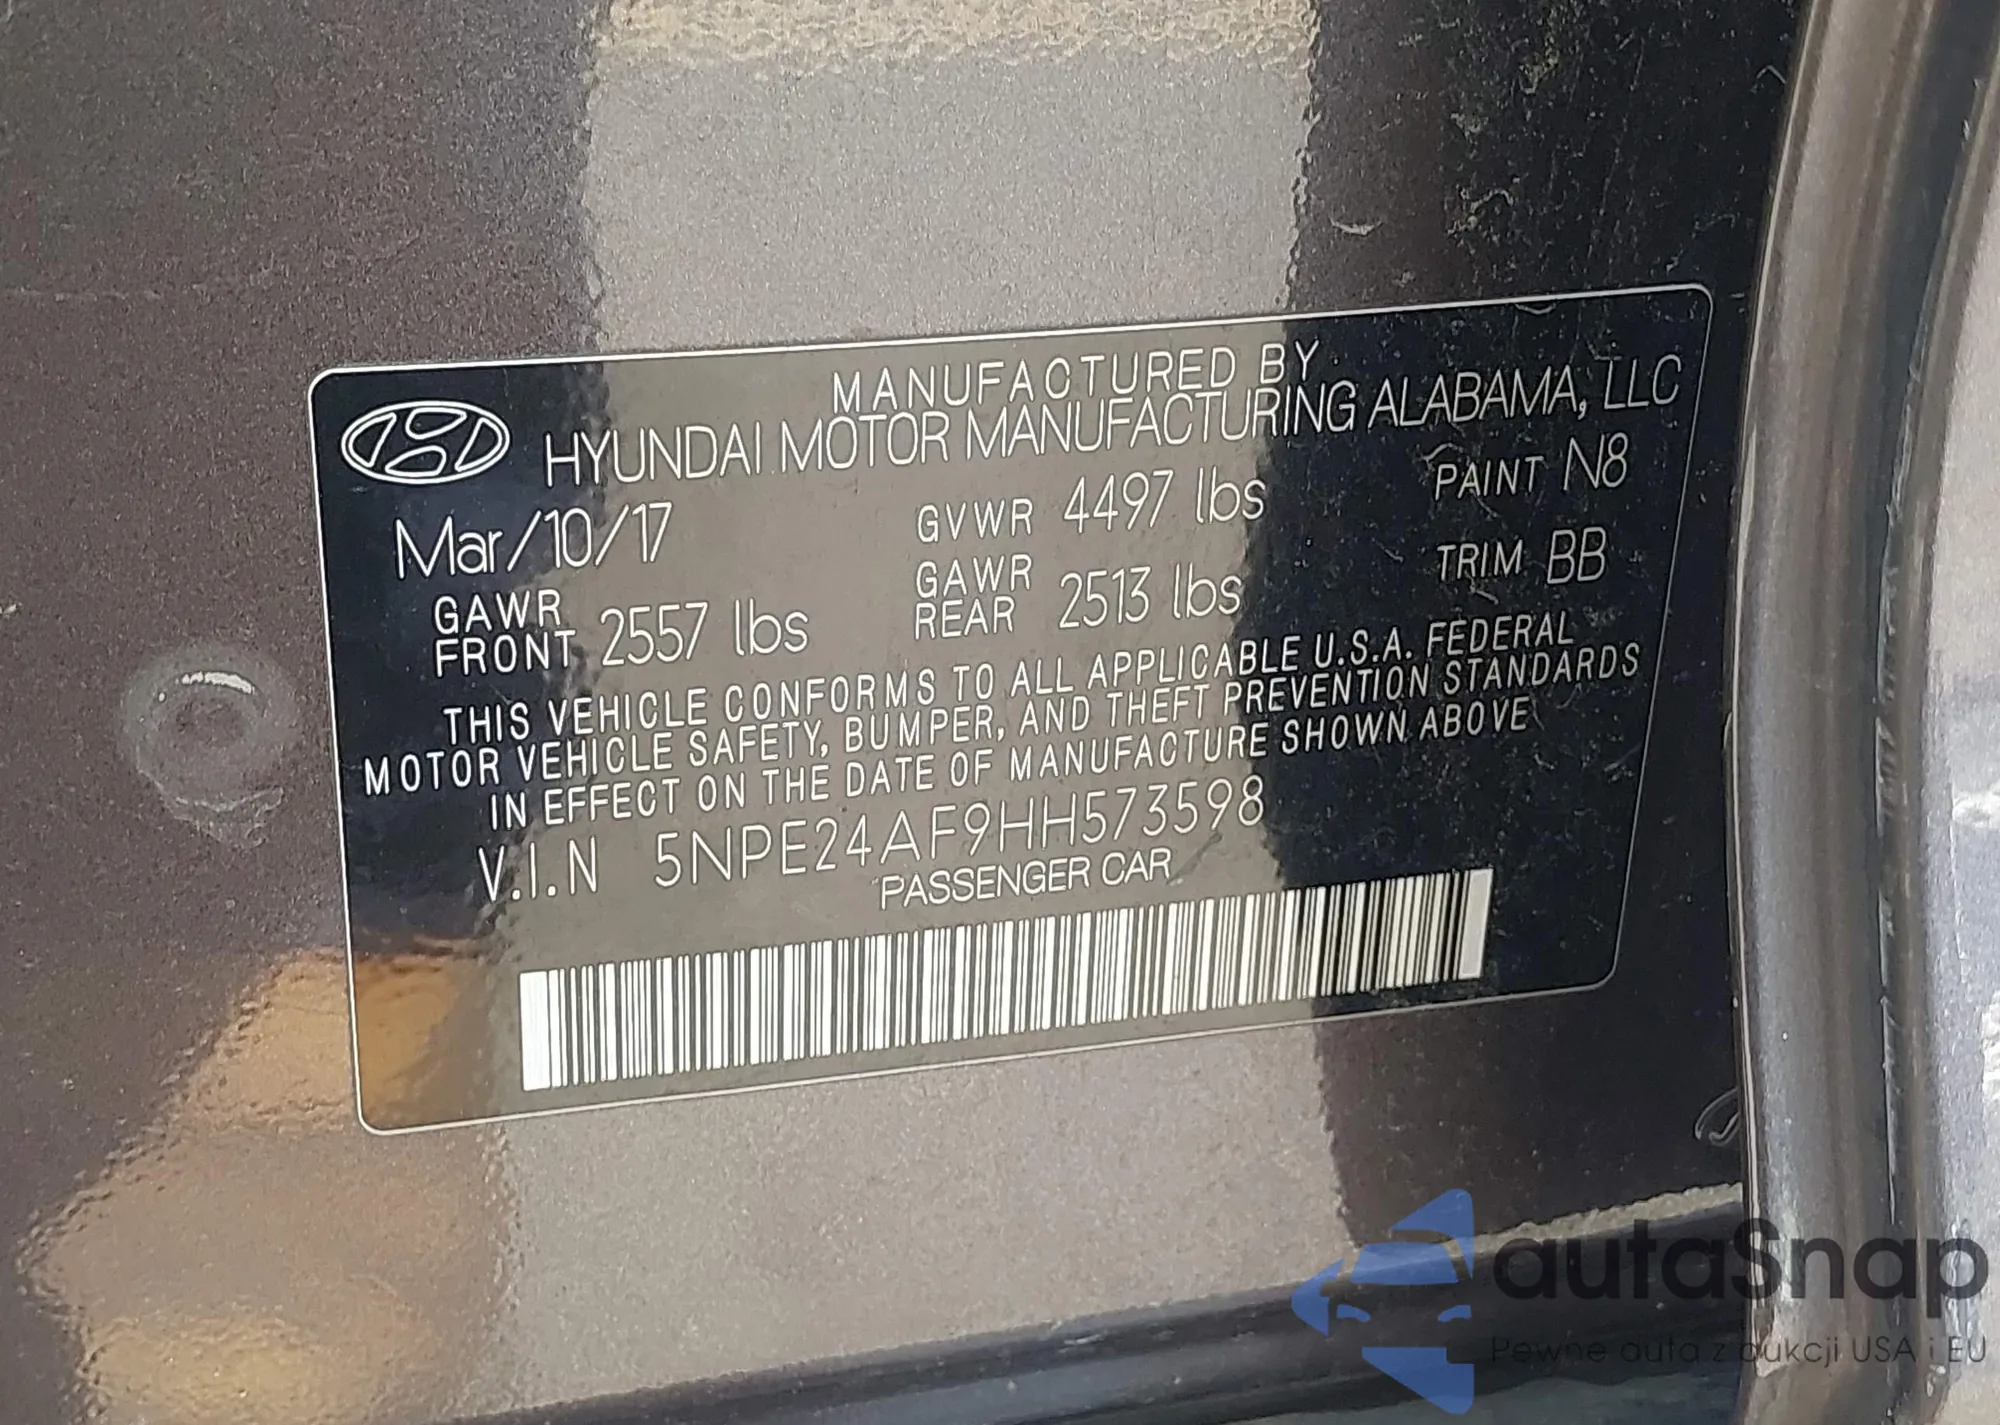 MANUFACTURED BY
HYUNDAI MOTOR MANUFACTURING ALABAMA, LLC
Mar/10/17 GVWR 4497 lbs PAINT N8
GAWR FRONT 2557 lbs GAWR REAR 2513 lbs TRIM BB
THIS VEHICLE CONFORMS TO ALL APPLICABLE U.S.A. FEDERAL
MOTOR VEHICLE SAFETY, BUMPER, AND THEFT PREVENTION STANDARDS
IN EFFECT ON THE DATE OF MANUFACTURE SHOWN ABOVE
V.I.N 5NPE24AF9HH573598
PASSENGER CAR
autaSnap
Pewne auta z aukcji USA i EU